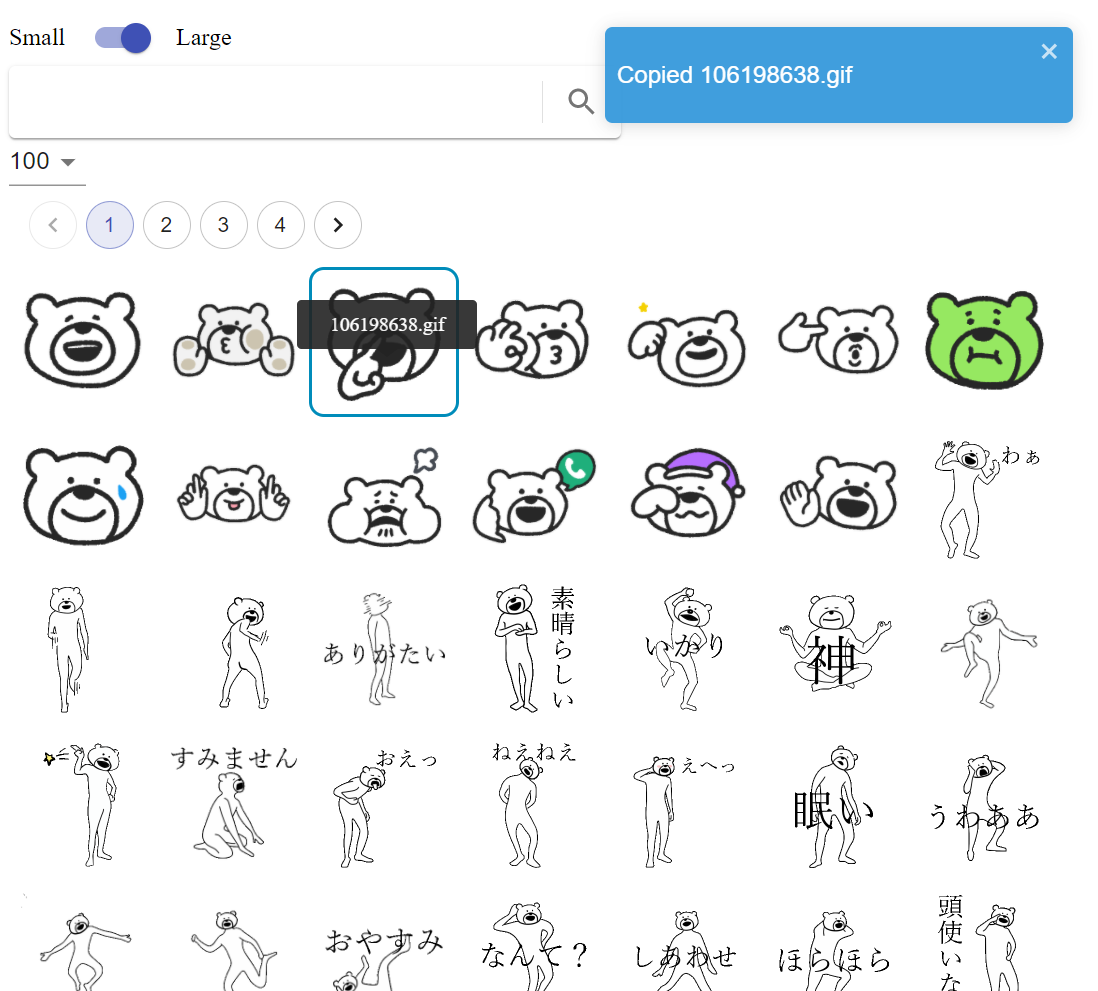 Small
Large
Copied 106198638.gif
100
1
2
3
4
106198638.gif
わぁ
ありがたい
素晴らしい
いかり
神
すみません
おえっ
ねえねえ
えへっ
眠い
うわああ
おやすみ
なんて?
しあわせ
ほらほら
頭使いな